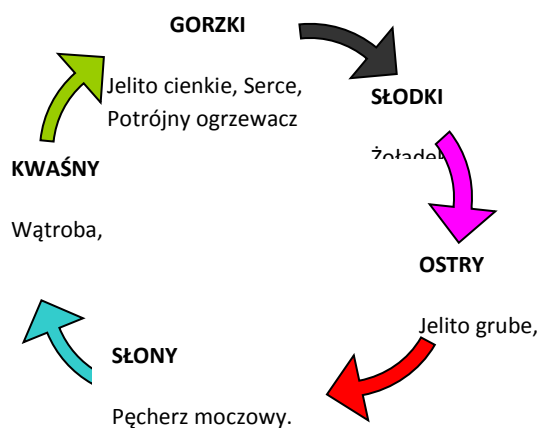 GORZKI
Jelito cienkie, Serce,
Potrójny ogrzewacz
SŁODKI
OSTRY
Jelito grube,
SŁONY
Pęcherz moczowy.
KWAŚNY
Wątroba,